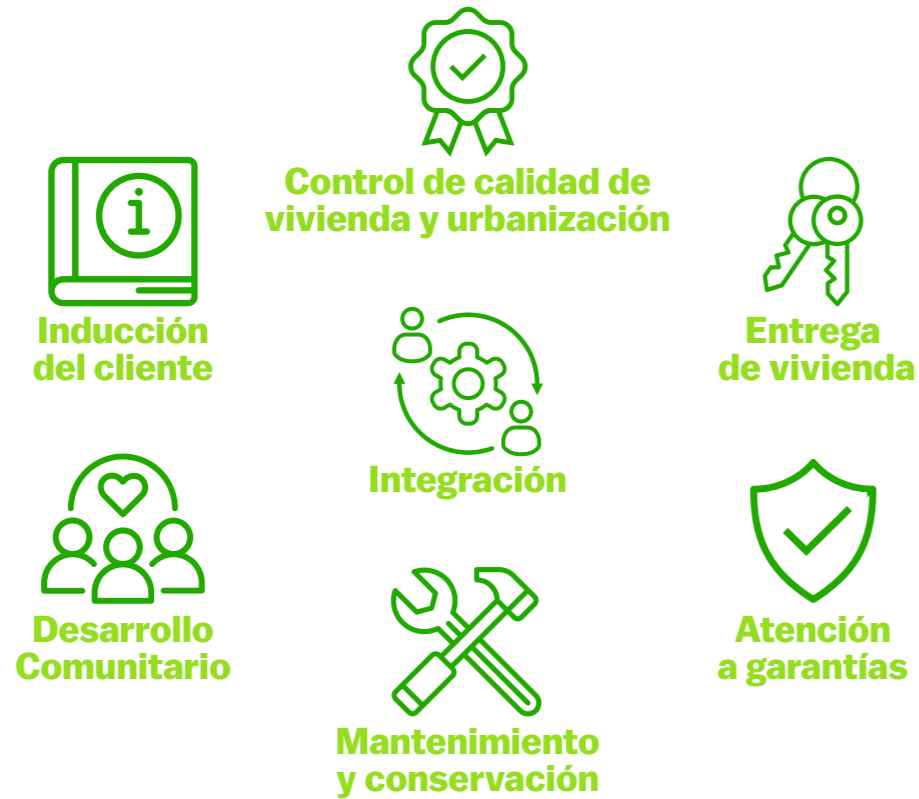 Control de calidad de
vivienda y urbanización
i
Inducción
del cliente
Entrega
de vivienda
Integración
Desarrollo
Comunitario
Atención
a garantías
Mantenimiento
y conservación